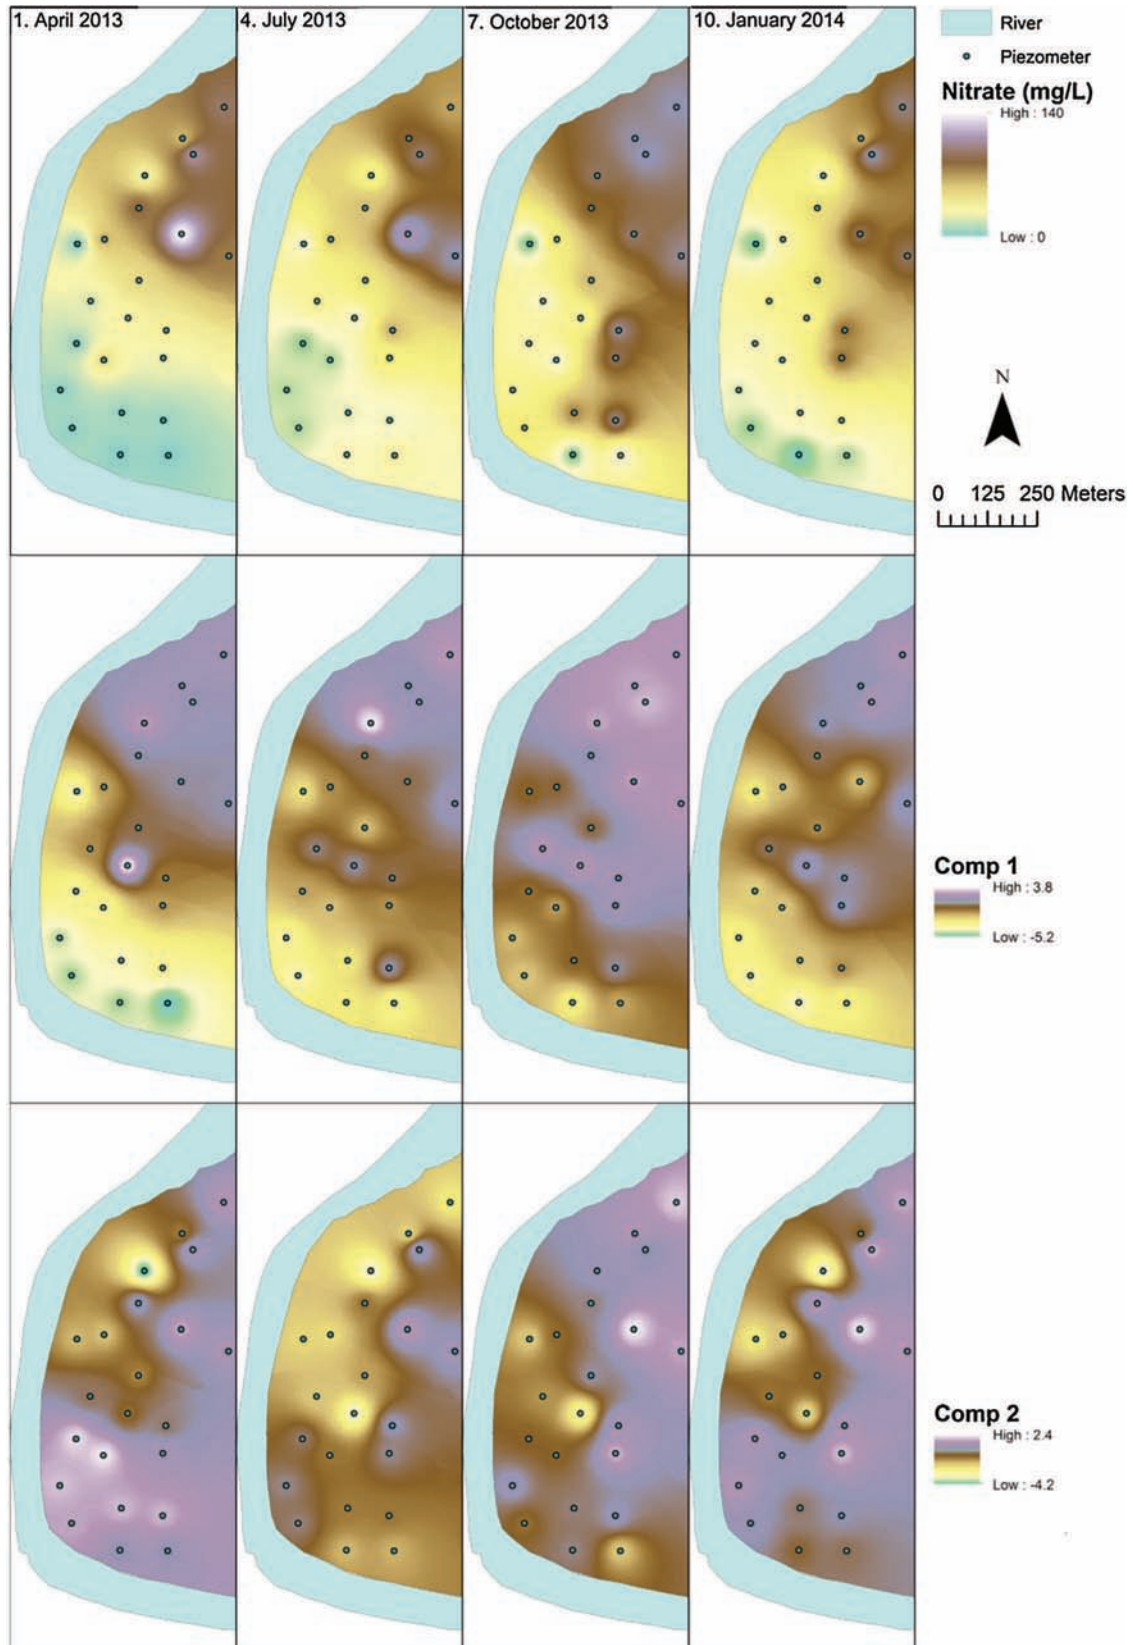 1. April 2013
4. July 2013
7. October 2013
10. January 2014
River
Piezometer
Nitrate (mg/L)
High : 140
Low : 0
N
0 125 250 Meters
Comp 1
High : 3.8
Low : -5.2
Comp 2
High : 2.4
Low : -4.2